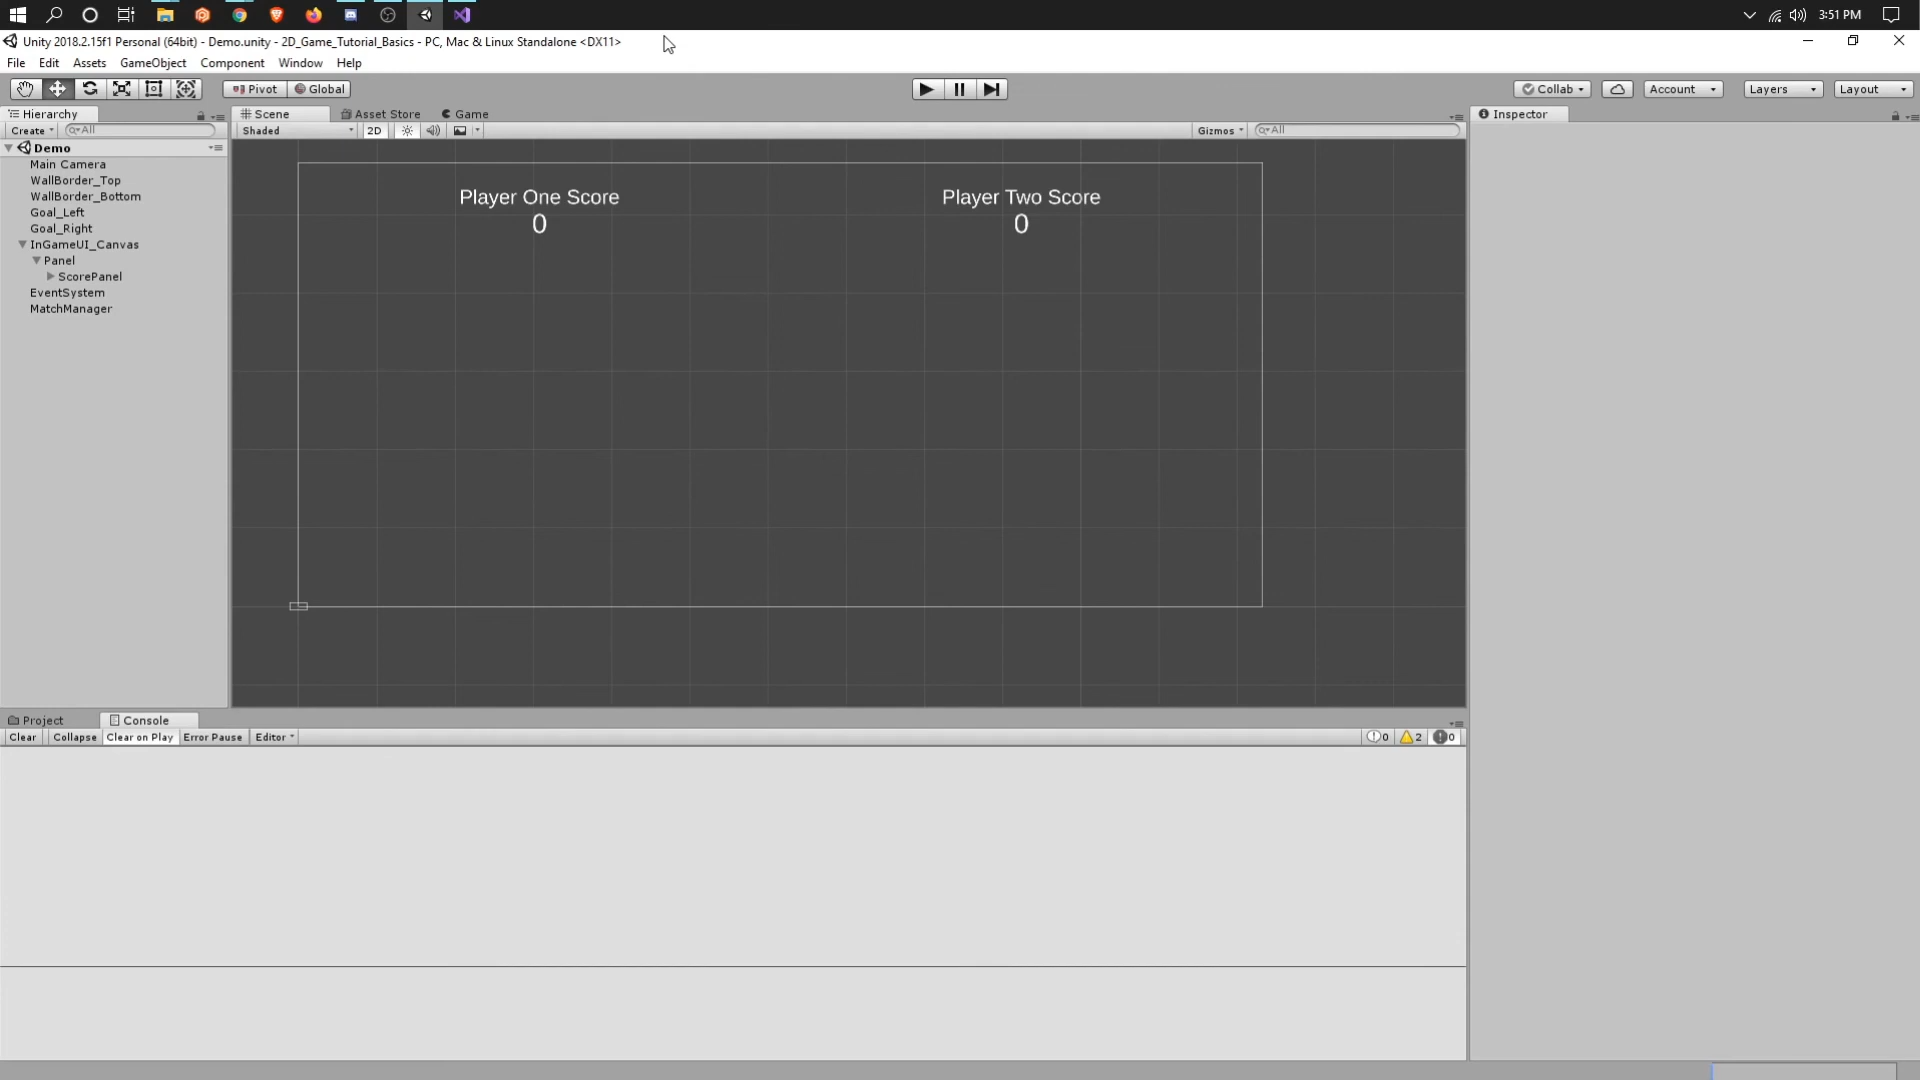 3:51 PM
Unity 2018.2.15f1 Personal (64bit) - Demo.unity - 2D_Game_Tutorial_Basics - PC, Mac & Linux Standalone <DX11>
File Edit Assets GameObject Component Window Help
Pivot Global Collab Account Layers Layout
Hierarchy Scene Asset Store Game Inspector
Create All Shaded 2D Gizmos All
Demo
Main Camera
WallBorder_Top
WallBorder_Bottom
Goal_Left
Goal_Right
InGameUI_Canvas
Panel
ScorePanel
EventSystem
MatchManager
Player One Score Player Two Score
0 0
Project Console
Clear Collapse Clear on Play Error Pause Editor 0 2 0